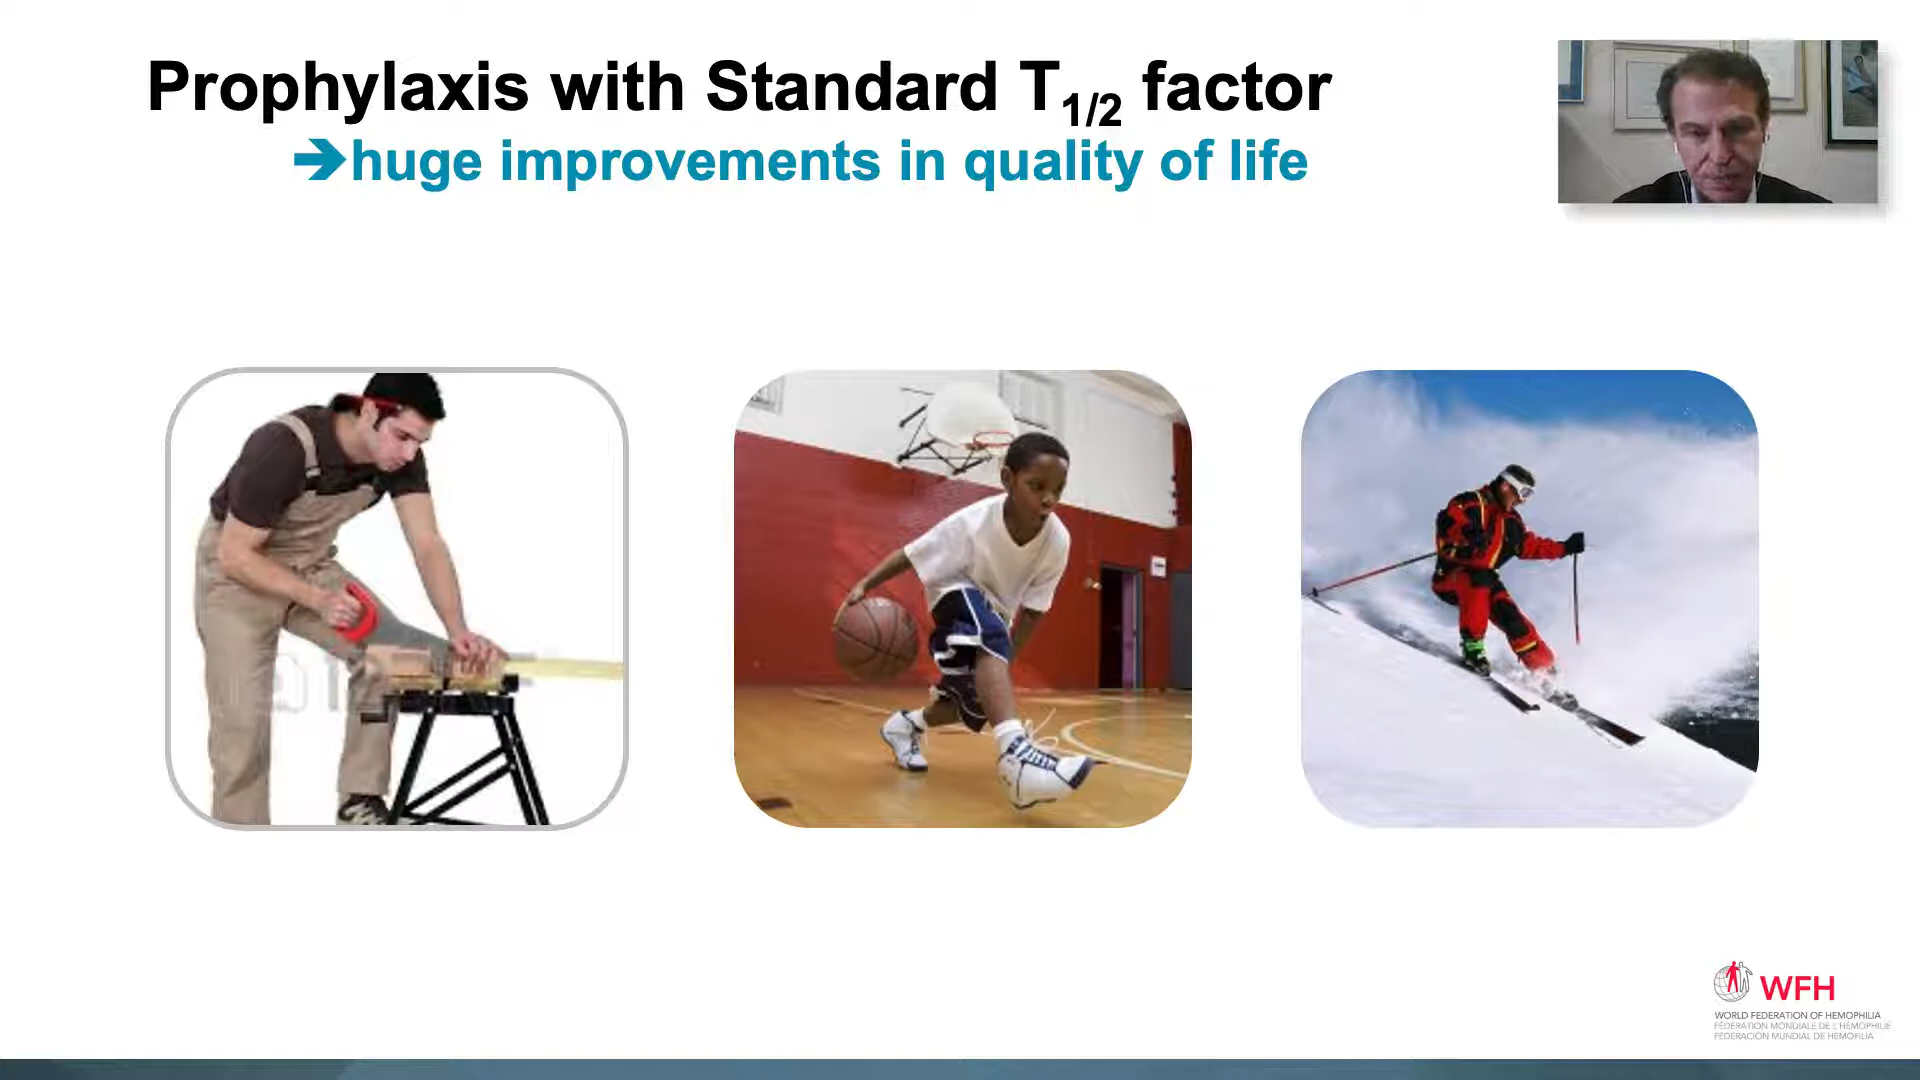 Prophylaxis with Standard T1/2 factor
➔huge improvements in quality of life
WFH
WORLD FEDERATION OF HEMOPHILIA
FÉDÉRATION MONDIALE DE L'HÉMOPHILIE
FEDERACIÓN MUNDIAL DE HEMOFILIA